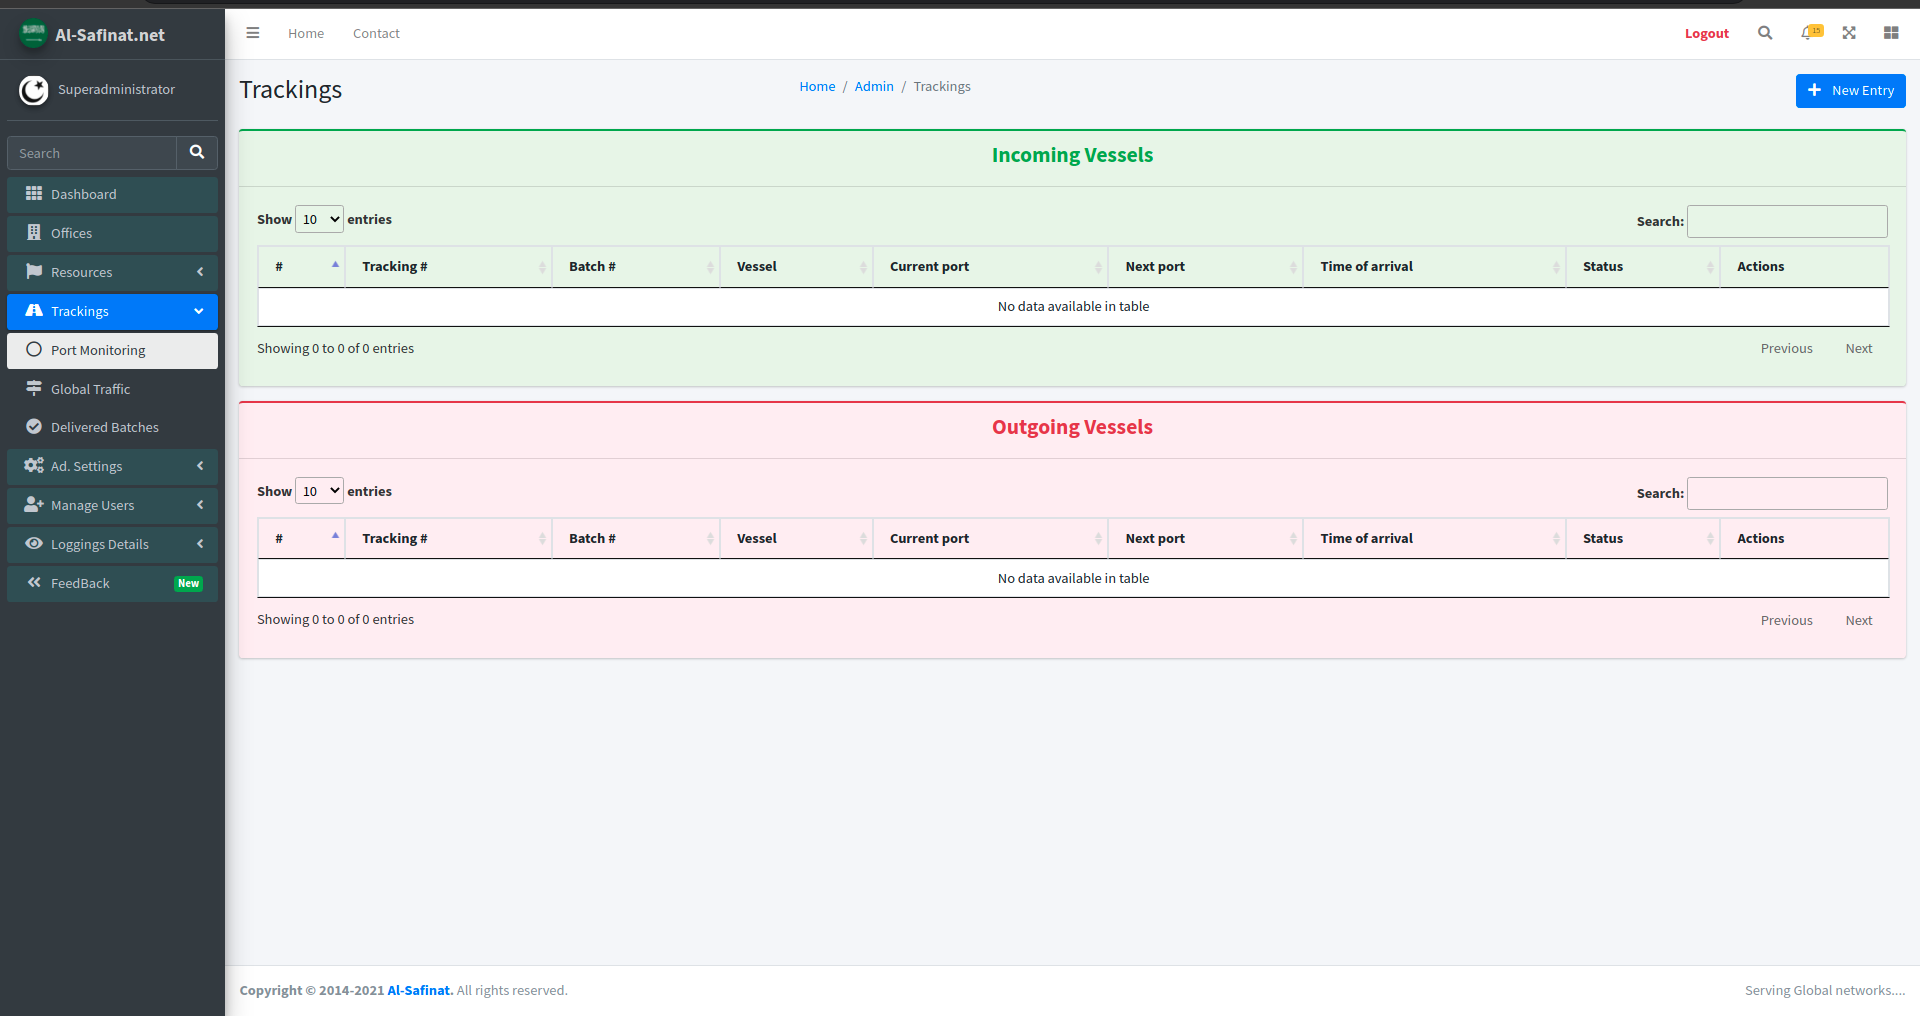 Al-Safinat.net
Superadministrator
Search
Dashboard
Offices
Resources
Trackings
Port Monitoring
Global Traffic
Delivered Batches
Ad. Settings
Manage Users
Loggings Details
FeedBack New
Home Contact Logout 15
Trackings Home / Admin / Trackings New Entry
Incoming Vessels
Show 10 entries Search:
# Tracking # Batch # Vessel Current port Next port Time of arrival Status Actions
No data available in table
Showing 0 to 0 of 0 entries Previous Next
Outgoing Vessels
Show 10 entries Search:
# Tracking # Batch # Vessel Current port Next port Time of arrival Status Actions
No data available in table
Showing 0 to 0 of 0 entries Previous Next
Copyright © 2014-2021 Al-Safinat. All rights reserved. Serving Global networks....